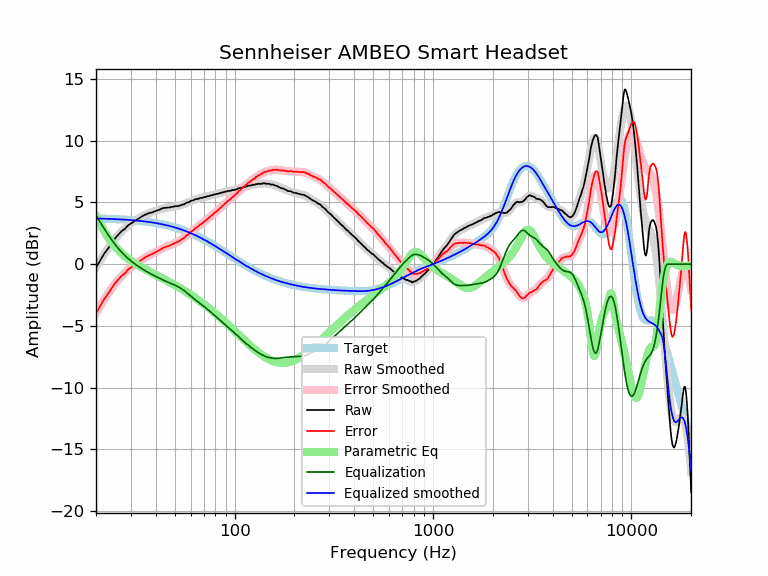 Sennheiser AMBEO Smart Headset
15
10
5
0
−5
−10
−15
−20
Amplitude (dBr)
Target
Raw Smoothed
Error Smoothed
Raw
Error
Parametric Eq
Equalization
Equalized smoothed
100
1000
10000
Frequency (Hz)